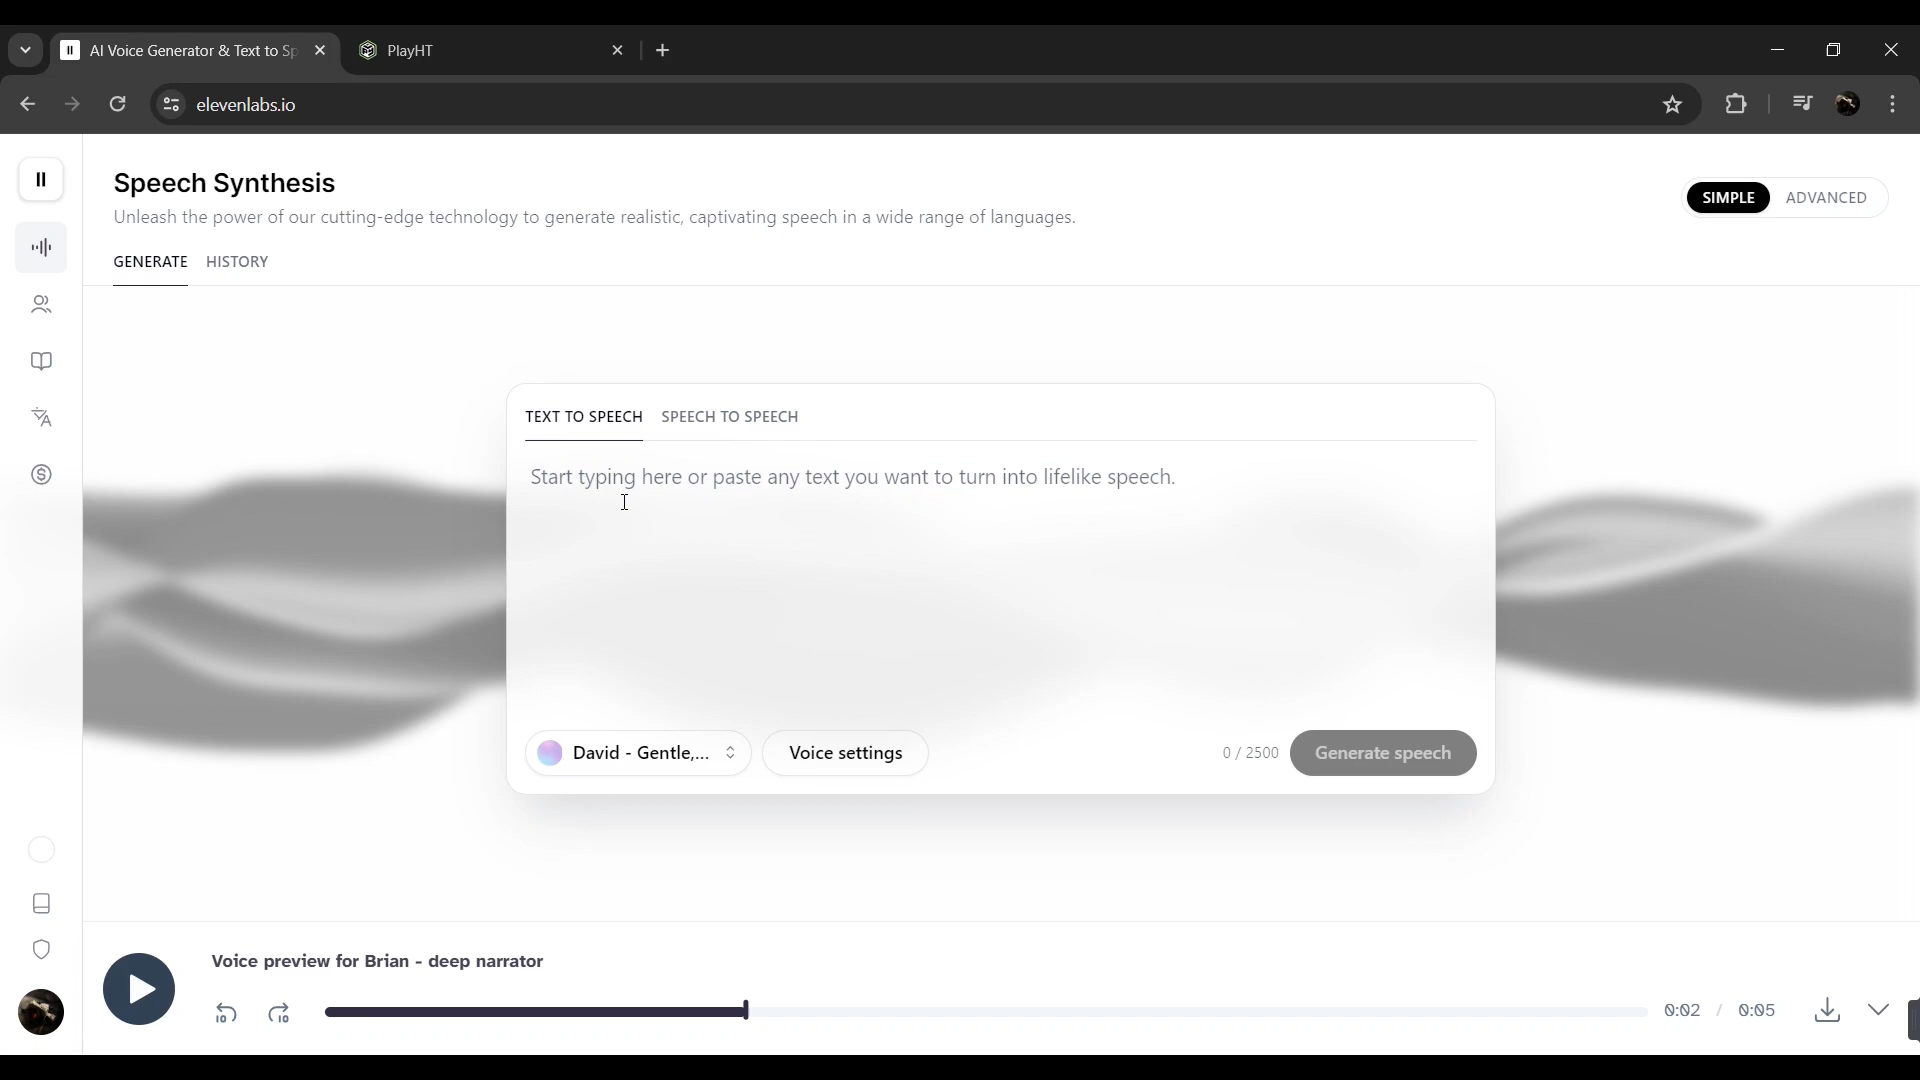 AI Voice Generator & Text to Sp
PlayHT
elevenlabs.io
Speech Synthesis
Unleash the power of our cutting-edge technology to generate realistic, captivating speech in a wide range of languages.
SIMPLE ADVANCED
GENERATE HISTORY
TEXT TO SPEECH SPEECH TO SPEECH
Start typing here or paste any text you want to turn into lifelike speech.
David - Gentle,... Voice settings 0 / 2500 Generate speech
Voice preview for Brian - deep narrator
10 10 0:02 / 0:05